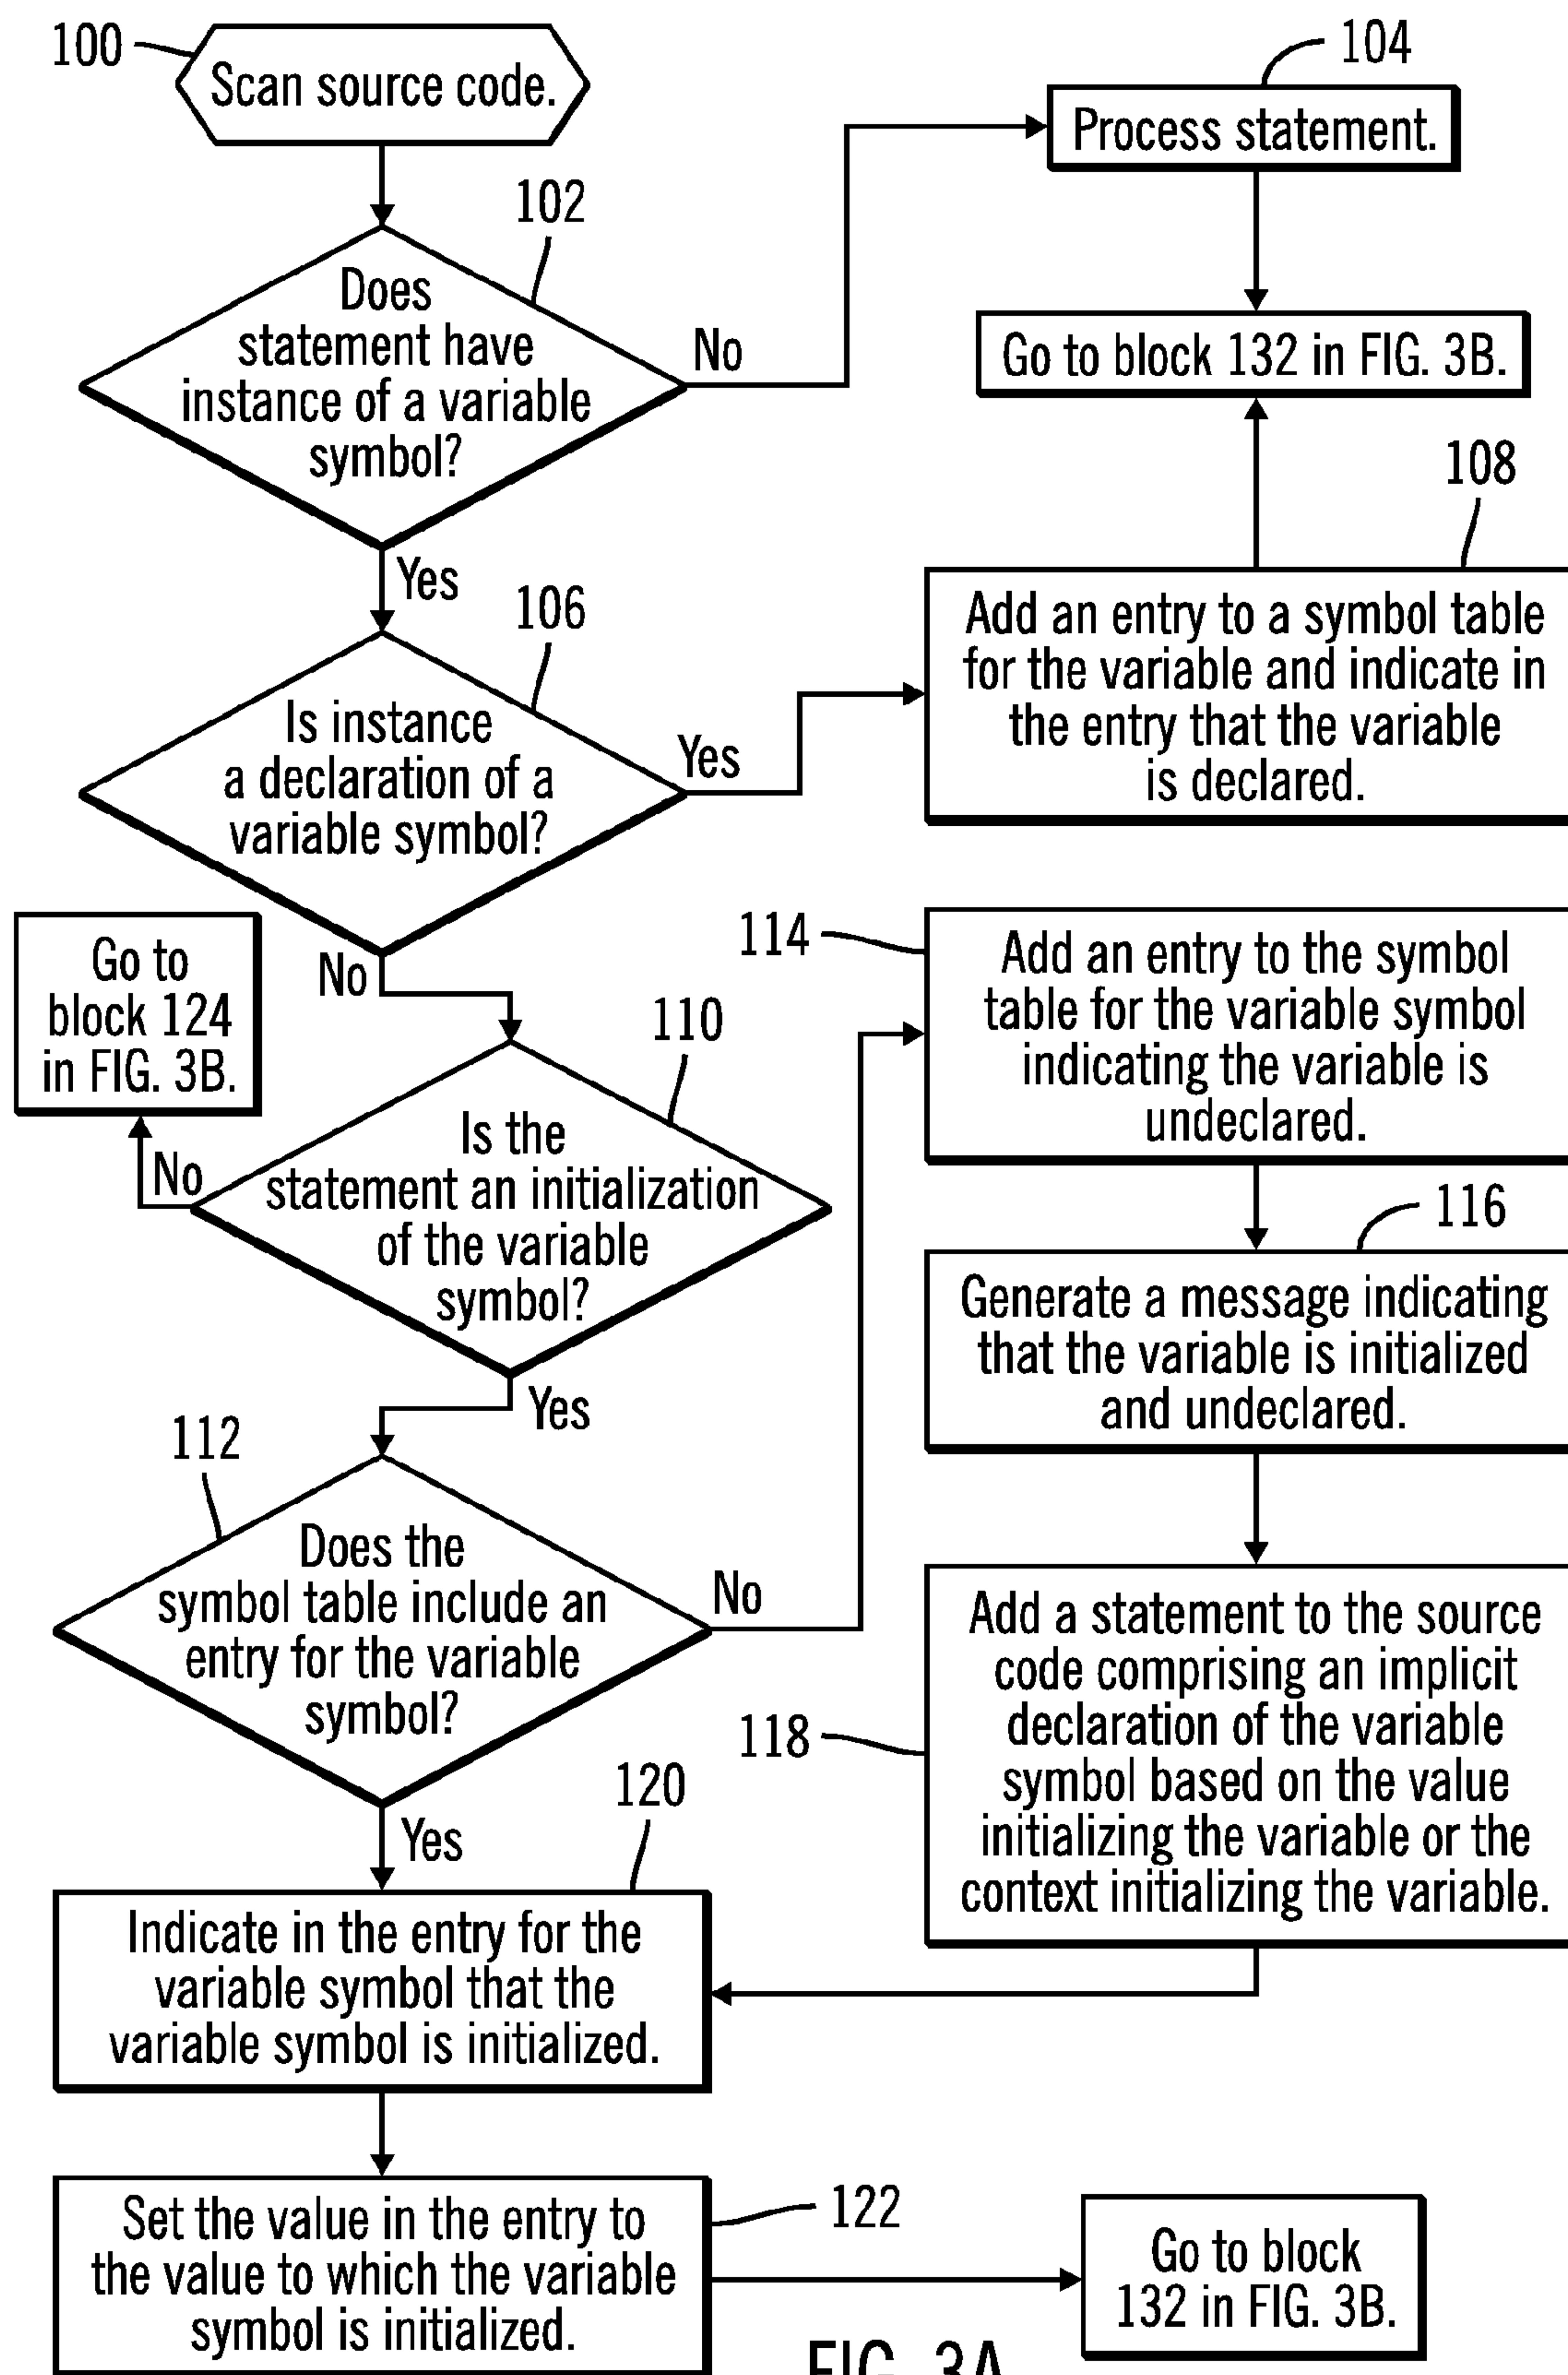 100
Scan source code.
104
Process statement.
102
Does
statement have
instance of a variable
symbol?
No
Go to block 132 in FIG. 3B.
Yes
108
106
Add an entry to a symbol table
for the variable and indicate in
the entry that the variable
is declared.
Is instance
a declaration of a
variable symbol?
Yes
No
Go to
block 124
in FIG. 3B.
No
110
Is the
statement an initialization
of the variable
symbol?
Yes
114
Add an entry to the symbol
table for the variable symbol
indicating the variable is
undeclared.
116
Generate a message indicating
that the variable is initialized
and undeclared.
112
Does the
symbol table include an
entry for the variable
symbol?
No
Yes
118
Add a statement to the source
code comprising an implicit
declaration of the variable
symbol based on the value
initializing the variable or the
context initializing the variable.
120
Indicate in the entry for the
variable symbol that the
variable symbol is initialized.
Set the value in the entry to
the value to which the variable
symbol is initialized.
122
Go to block
132 in FIG. 3B.
FIG. 3A